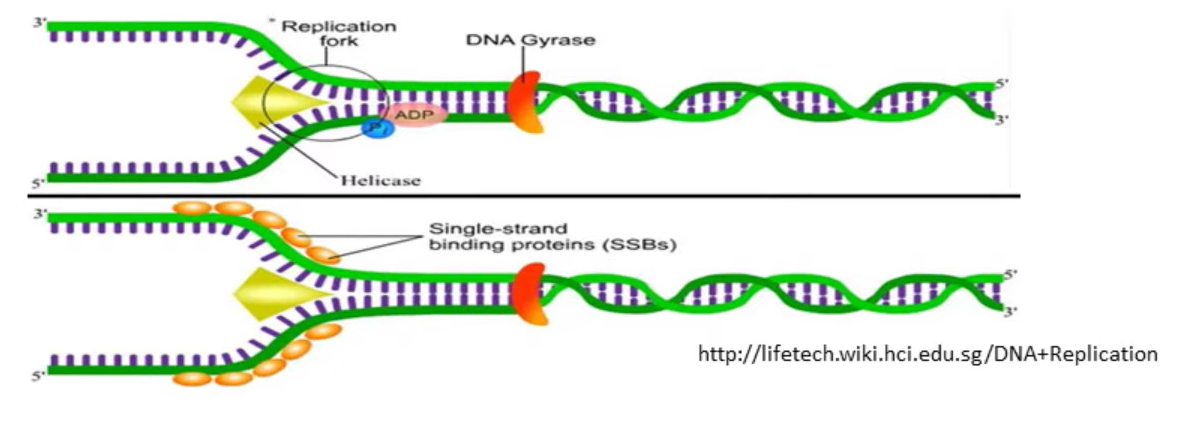 3'
* Replication
fork
DNA Gyrase
5'
ADP
Pi
3'
Helicase
5'
3'
Single-strand
binding proteins (SSBs)
5'
3'
http://lifetech.wiki.hci.edu.sg/DNA+Replication
5'